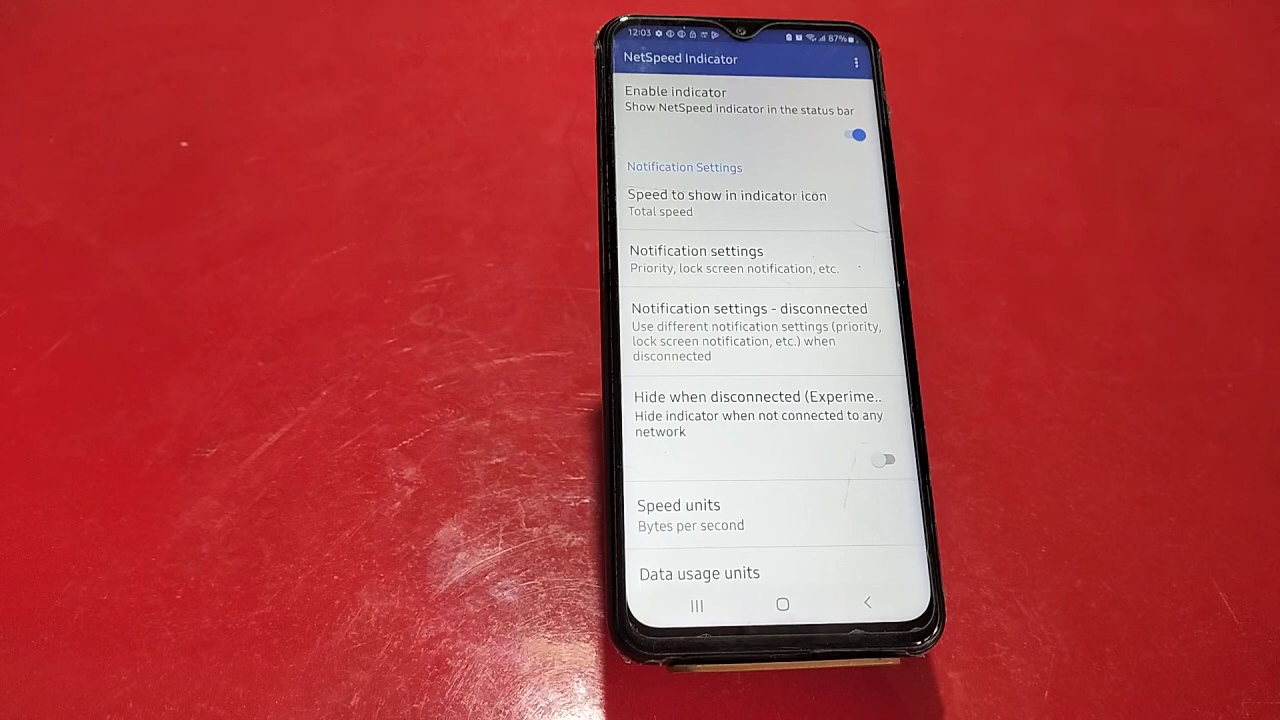 12:03 87%
NetSpeed Indicator
Enable indicator
Show NetSpeed indicator in the status bar
Notification Settings
Speed to show in indicator icon
Total speed
Notification settings
Priority, lock screen notification, etc.
Notification settings - disconnected
Use different notification settings (priority,
lock screen notification, etc.) when
disconnected
Hide when disconnected (Experime..
Hide indicator when not connected to any
network
Speed units
Bytes per second
Data usage units